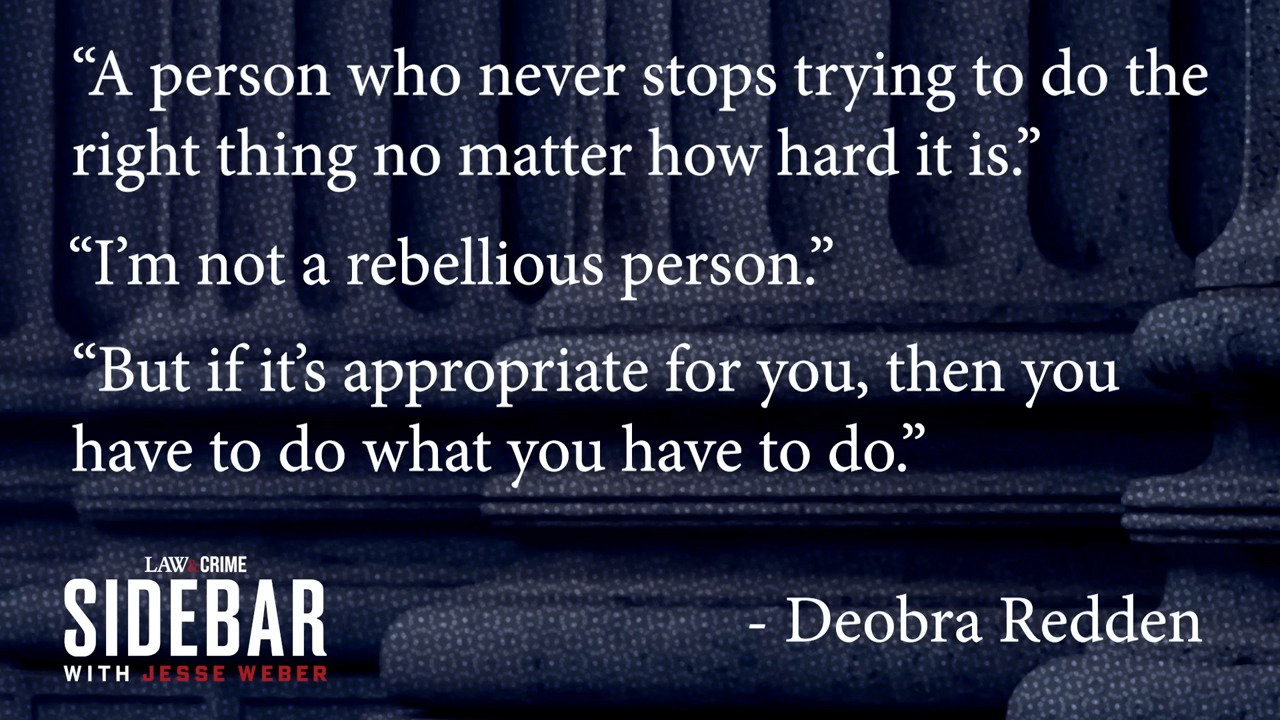 “A person who never stops trying to do the
right thing no matter how hard it is.”
“I’m not a rebellious person.”
“But if it’s appropriate for you, then you
have to do what you have to do.”
LAW&CRIME
SIDEBAR
WITH JESSE WEBER
- Deobra Redden